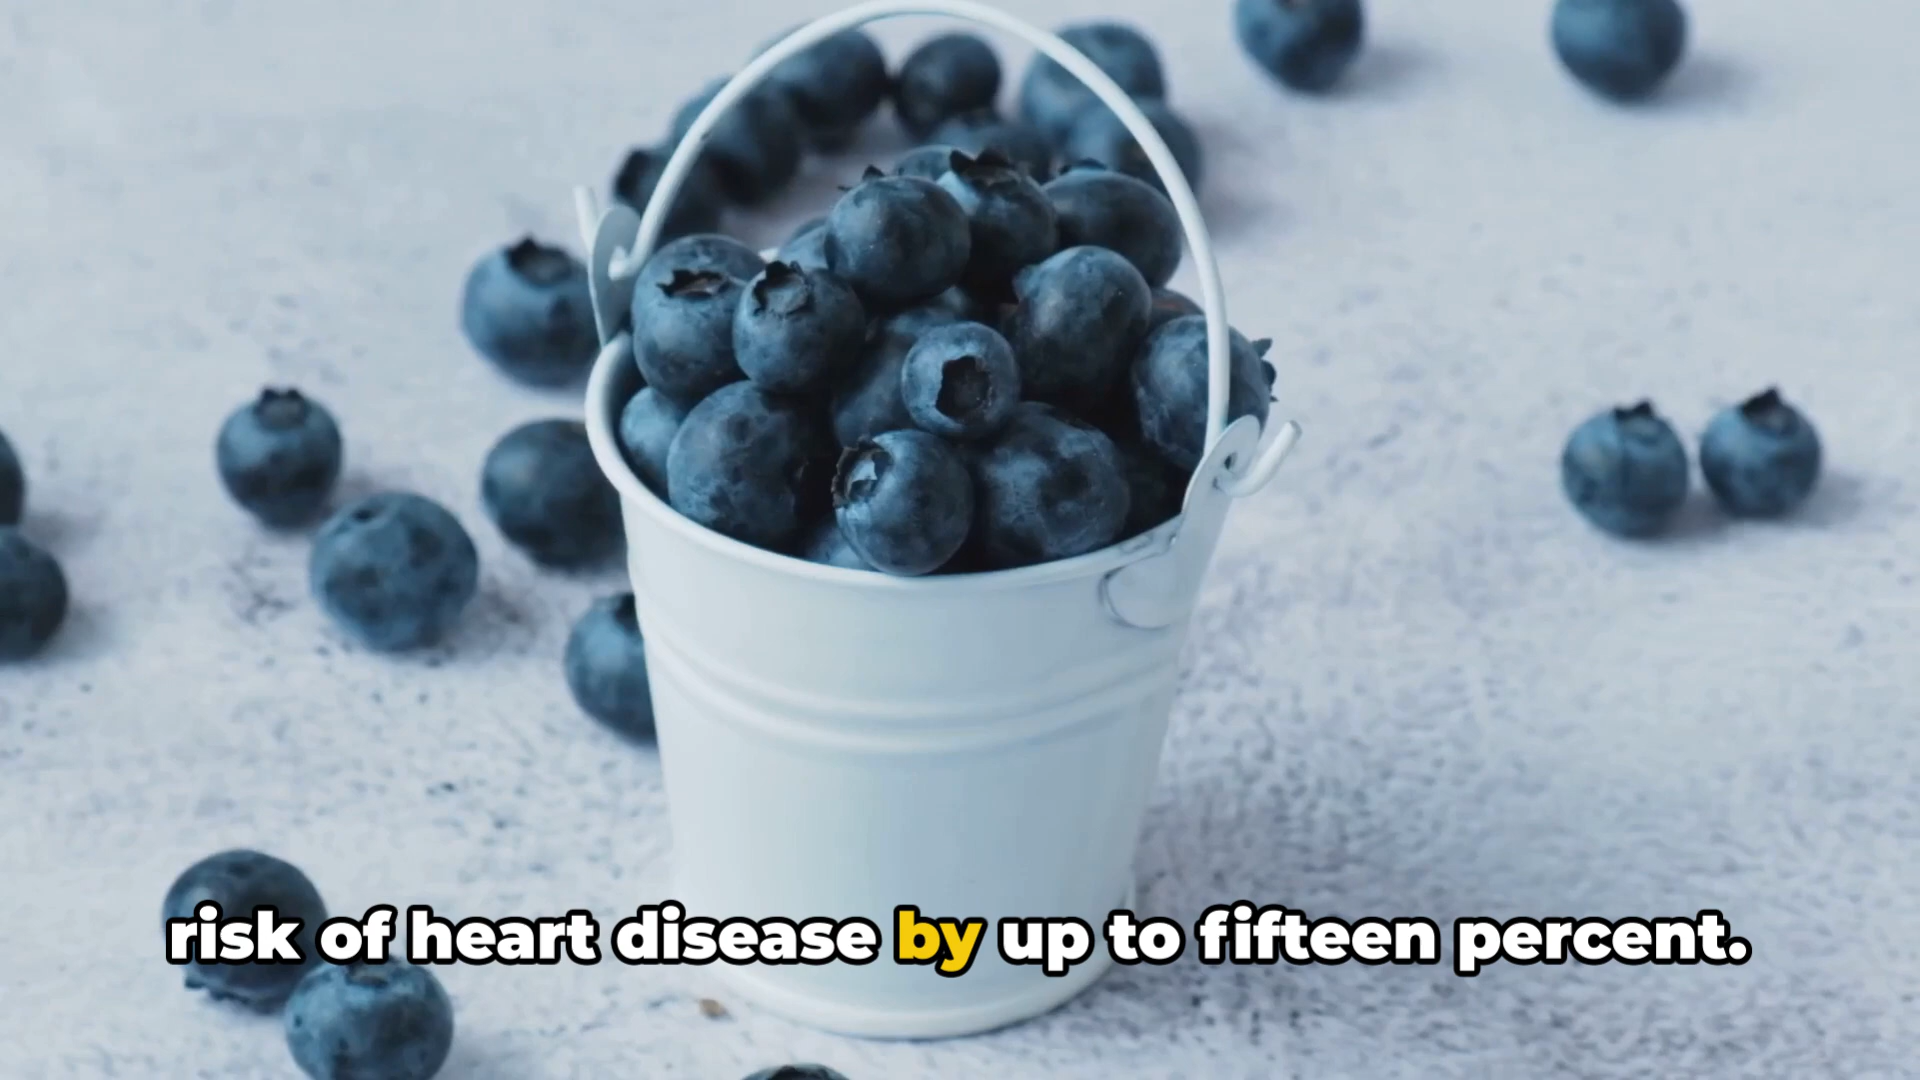 risk of heart disease by up to fifteen percent.